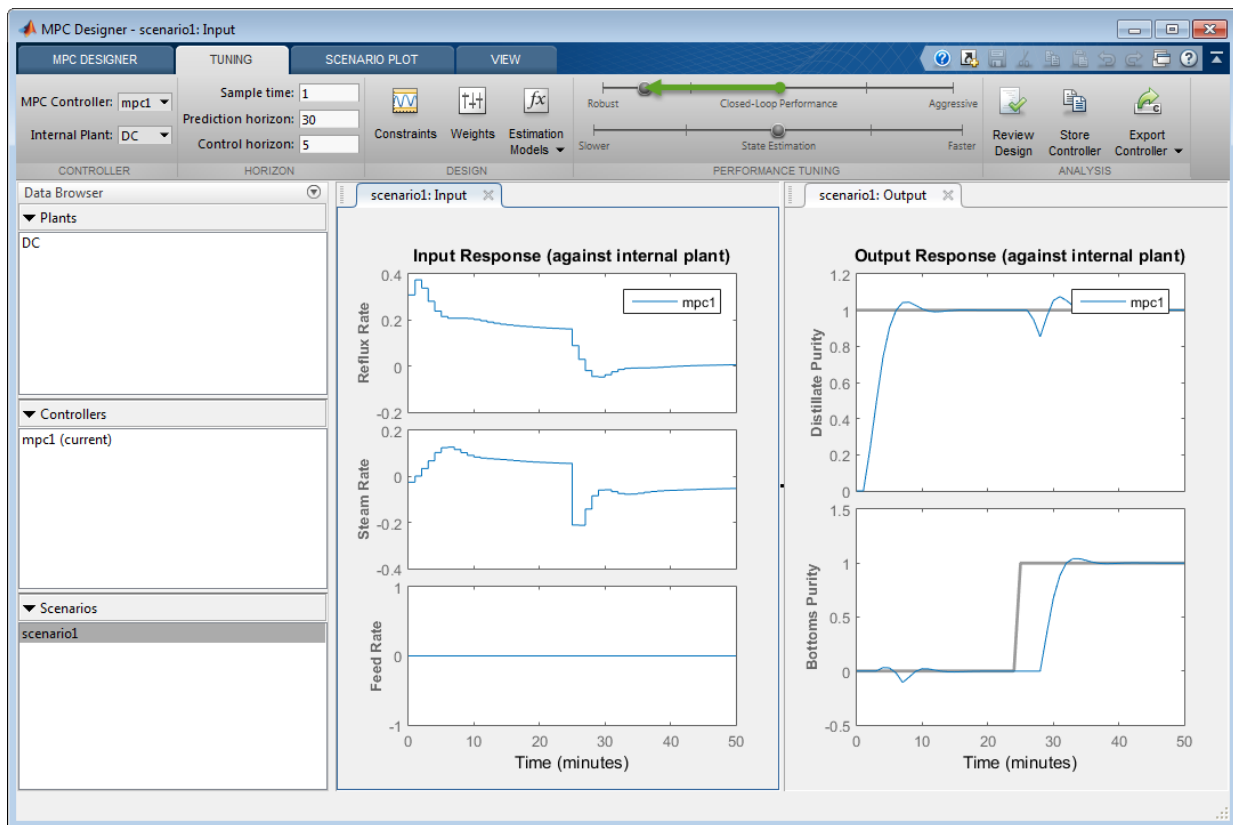 MPC Designer - scenario1: Input
MPC DESIGNER TUNING SCENARIO PLOT VIEW
MPC Controller: mpc1
Internal Plant: DC
CONTROLLER
Sample time: 1
Prediction horizon: 30
Control horizon: 5
HORIZON
Constraints Weights Estimation Models
DESIGN
Robust Closed-Loop Performance Aggressive
Slower State Estimation Faster
PERFORMANCE TUNING
Review Design Store Controller Export Controller
ANALYSIS
Data Browser
Plants
DC
Controllers
mpc1 (current)
Scenarios
scenario1
scenario1: Input
Input Response (against internal plant)
mpc1
Reflux Rate
0.4
0.2
0
-0.2
Steam Rate
0.2
0
-0.2
-0.4
Feed Rate
1
0
-1
0 10 20 30 40 50
Time (minutes)
scenario1: Output
Output Response (against internal plant)
mpc1
Distillate Purity
1.2
1
0.8
0.6
0.4
0.2
0
Bottoms Purity
1.5
1
0.5
0
-0.5
0 10 20 30 40 50
Time (minutes)